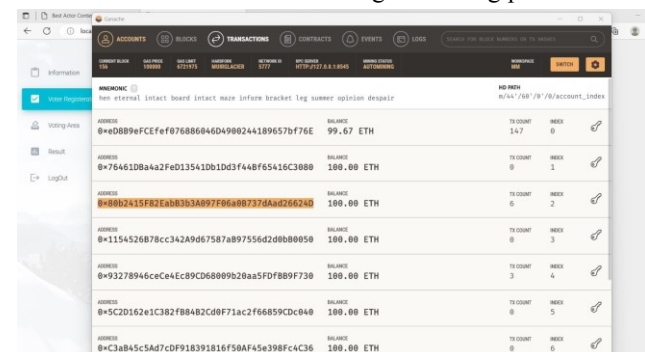 Best Actor Conte
Ganache
loca
ACCOUNTS BLOCKS TRANSACTIONS CONTRACTS EVENTS LOGS SEARCH FOR BLOCK NUMBERS OR TX HASHES
CURRENT BLOCK 156 GAS PRICE 100000 GAS LIMIT 6721975 HARDFORK MUIRGLACIER NETWORK ID 5777 RPC SERVER HTTP://127.0.0.1:8545 MINING STATUS AUTOMINING WORKSPACE MM SWITCH
MNEMONIC HD PATH
hen eternal intact board intact maze inform bracket leg summer opinion despair m/44'/60'/0'/0/account_index
Information
Voter Registration
Voting-Area
Result
LogOut
ADDRESS BALANCE TX COUNT INDEX
0×eD8B9eFCEfef076886046D4900244189657bf76E 99.67 ETH 147 0
ADDRESS BALANCE TX COUNT INDEX
0×76461DBa4a2FeD13541Db1Dd3f44Bf65416C3080 100.00 ETH 0 1
ADDRESS BALANCE TX COUNT INDEX
0×80b2415F82EabB3b3A097F06a0B737dAad26624D 100.00 ETH 6 2
ADDRESS BALANCE TX COUNT INDEX
0×1154526B78cc342A9d67587aB97556d2d0bB0050 100.00 ETH 0 3
ADDRESS BALANCE TX COUNT INDEX
0×93278946ceCe4Ec89CD68009b20aa5FDfBB9F730 100.00 ETH 3 4
ADDRESS BALANCE TX COUNT INDEX
0×5C2D162e1C382fB84B2Cd0F71ac2f66859DCc040 100.00 ETH 0 5
ADDRESS BALANCE TX COUNT INDEX
0×C3aB45c5Ad7cDF918391816f50AF45e398Fc4C36 100.00 ETH 0 6